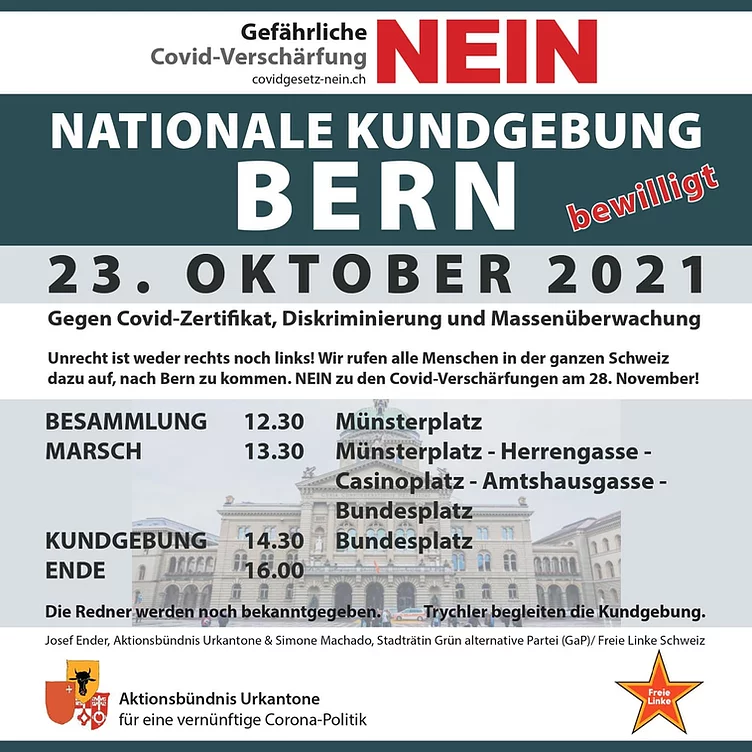 Gefährliche
Covid-Verschärfung
covidgesetz-nein.ch
NEIN
NATIONALE KUNDGEBUNG
BERN
bewilligt
23. OKTOBER 2021
Gegen Covid-Zertifikat, Diskriminierung und Massenüberwachung
Unrecht ist weder rechts noch links! Wir rufen alle Menschen in der ganzen Schweiz
dazu auf, nach Bern zu kommen. NEIN zu den Covid-Verschärfungen am 28. November!
BESAMMLUNG 12.30 Münsterplatz
MARSCH 13.30 Münsterplatz - Herrengasse -
Casinoplatz - Amtshausgasse -
Bundesplatz
KUNDGEBUNG 14.30 Bundesplatz
ENDE 16.00
Die Redner werden noch bekanntgegeben. Trychler begleiten die Kundgebung.
Josef Ender, Aktionsbündnis Urkantone & Simone Machado, Stadträtin Grün alternative Partei (GaP)/ Freie Linke Schweiz
Aktionsbündnis Urkantone
für eine vernünftige Corona-Politik
Freie
Linke